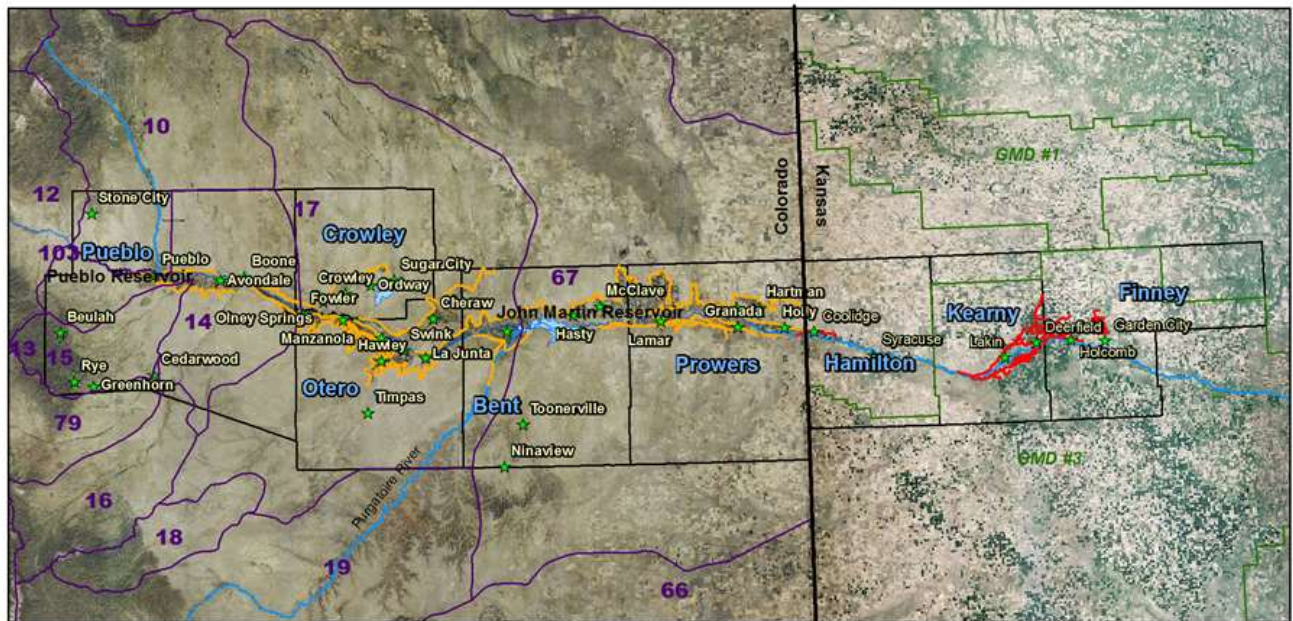 10
12
Stone City
17
Crowley
103
Pueblo
Pueblo
Boone
Pueblo Reservoir
Avondale
Crowley
Sugar City
Ordway
Fowler
Cheraw
67
McClave
Hartman
Colorado
Kansas
GMD #1
Beulah
14
Olney Springs
Manzanola
Swink
Hawley
John Martin Reservoir
Hasty
Granada
Holly
Coolidge
Kearny
Finney
Deerfield
Garden City
13
15
Rye
Cedarwood
Greenhorn
La Junta
Lamar
Prowers
Hamilton
Syracuse
Lakin
Holcomb
Otero
Timpas
Bent
Toonerville
79
Ninaview
GMD #3
16
18
Purgatoire River
19
66